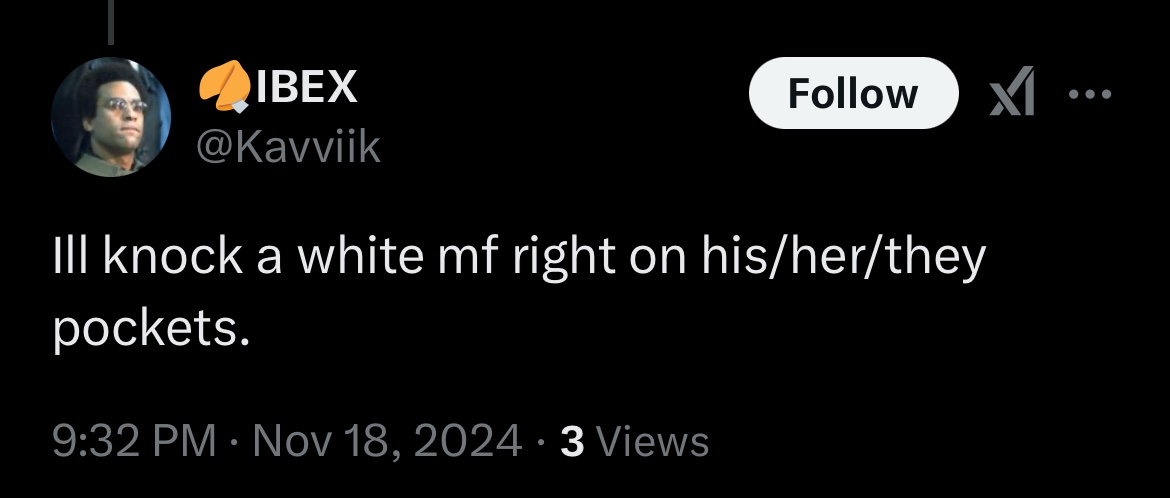 IBEX
Follow
@Kavviik
Ill knock a white mf right on his/her/they
pockets.
9:32 PM · Nov 18, 2024 · 3 Views